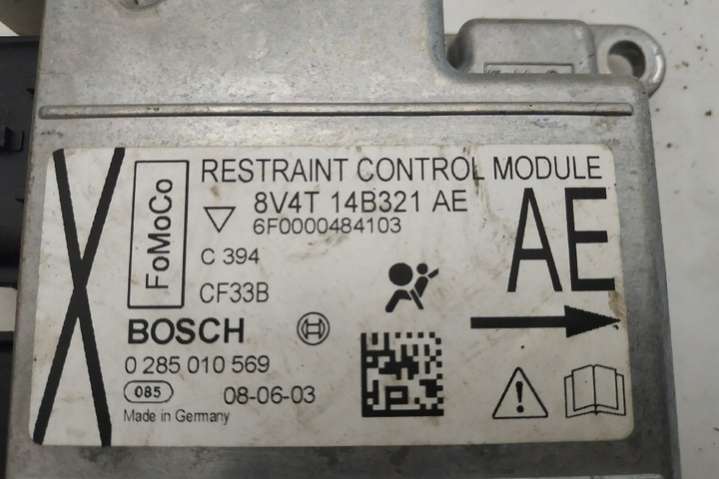 RESTRAINT CONTROL MODULE
FoMoCo
8V4T 14B321 AE
6F0000484103
AE
C 394
CF33B
BOSCH
0 285 010 569
085
08-06-03
Made in Germany